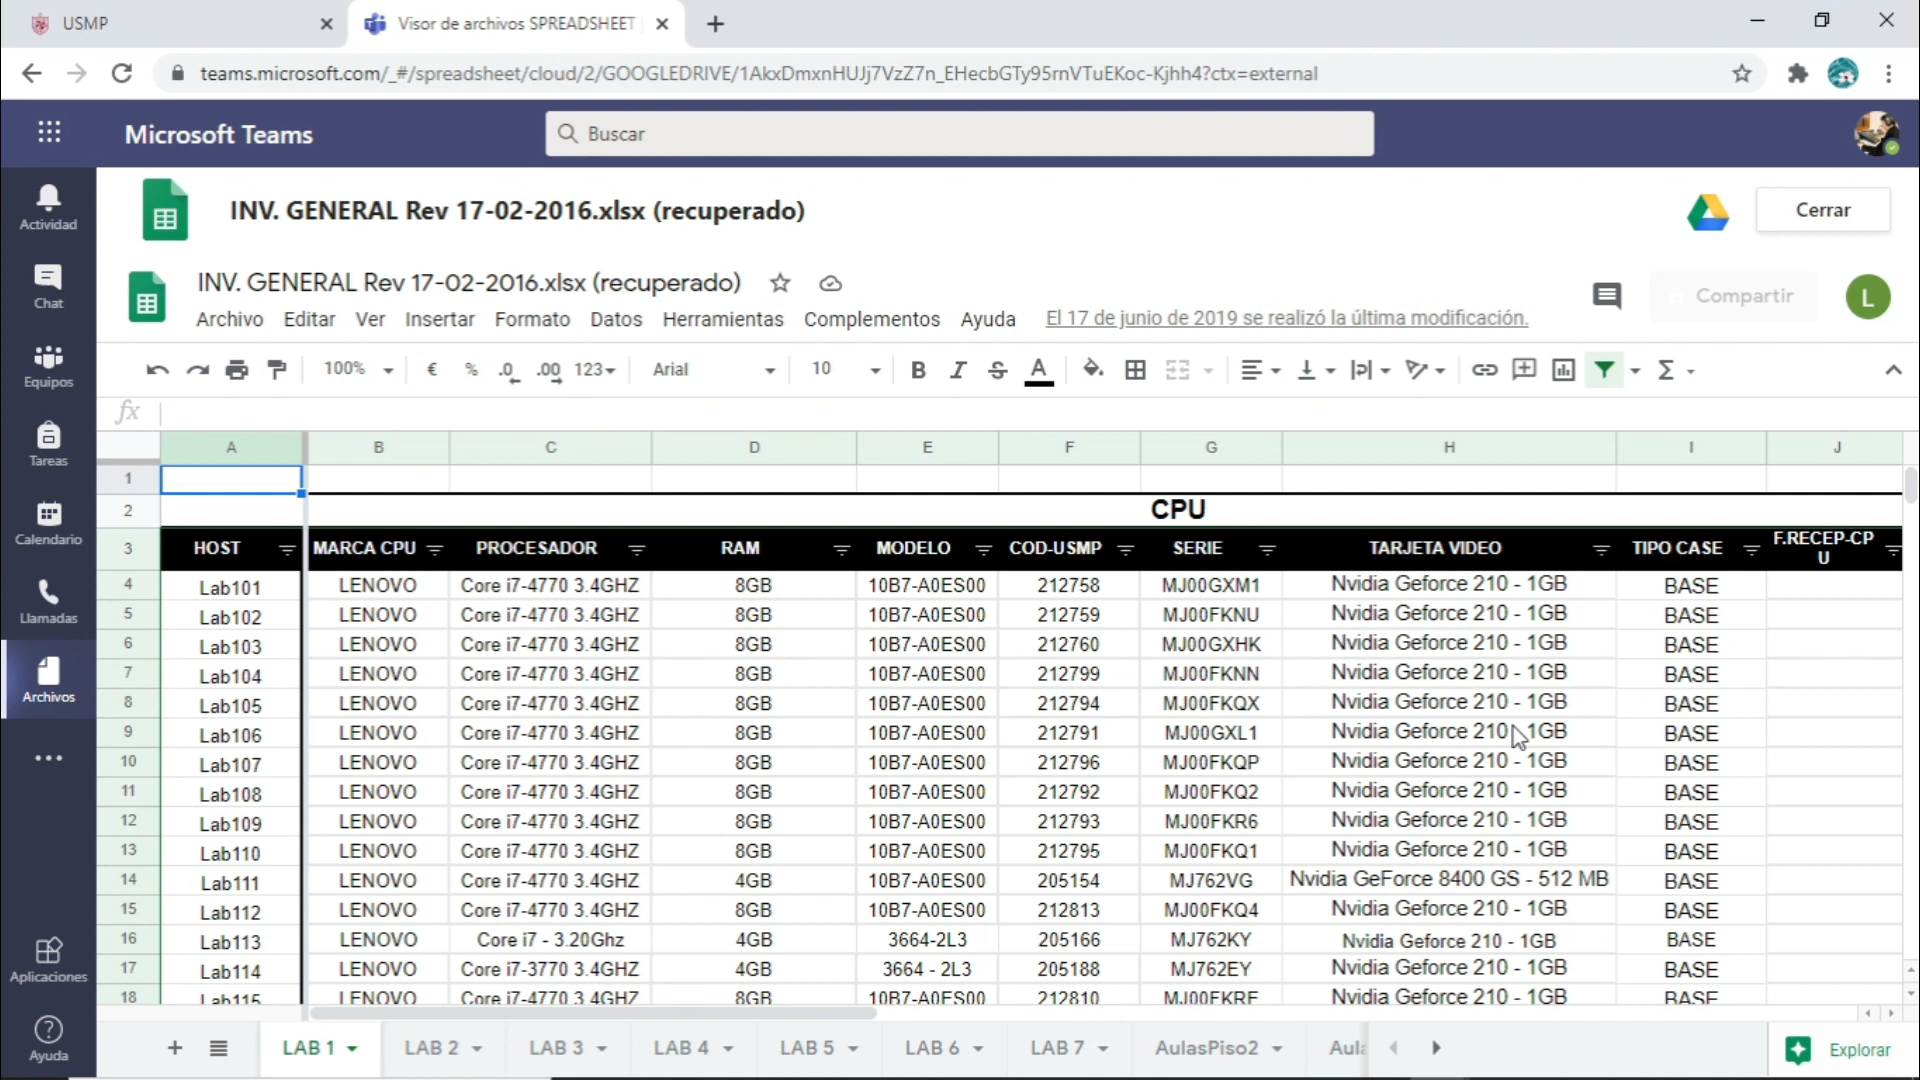 USMP
Visor de archivos SPREADSHEET
teams.microsoft.com/_#/spreadsheet/cloud/2/GOOGLEDRIVE/1AkxDmxnHUJj7VzZ7n_EHecbGTy95rnVTuEKoc-Kjhh4?ctx=external
Microsoft Teams
Buscar
Actividad
Chat
Equipos
Tareas
Calendario
Llamadas
Archivos
Aplicaciones
Ayuda
INV. GENERAL Rev 17-02-2016.xlsx (recuperado)
Cerrar
INV. GENERAL Rev 17-02-2016.xlsx (recuperado)
Archivo Editar Ver Insertar Formato Datos Herramientas Complementos Ayuda El 17 de junio de 2019 se realizó la última modificación.
Compartir
L
100% € % .0 .00 123 Arial 10 B I S A Σ
fx
A B C D E F G H I J
1
2 CPU
3 HOST MARCA CPU PROCESADOR RAM MODELO COD-USMP SERIE TARJETA VIDEO TIPO CASE F.RECEP-CPU
4 Lab101 LENOVO Core i7-4770 3.4GHZ 8GB 10B7-A0ES00 212758 MJ00GXM1 Nvidia Geforce 210 - 1GB BASE
5 Lab102 LENOVO Core i7-4770 3.4GHZ 8GB 10B7-A0ES00 212759 MJ00FKNU Nvidia Geforce 210 - 1GB BASE
6 Lab103 LENOVO Core i7-4770 3.4GHZ 8GB 10B7-A0ES00 212760 MJ00GXHK Nvidia Geforce 210 - 1GB BASE
7 Lab104 LENOVO Core i7-4770 3.4GHZ 8GB 10B7-A0ES00 212799 MJ00FKNN Nvidia Geforce 210 - 1GB BASE
8 Lab105 LENOVO Core i7-4770 3.4GHZ 8GB 10B7-A0ES00 212794 MJ00FKQX Nvidia Geforce 210 - 1GB BASE
9 Lab106 LENOVO Core i7-4770 3.4GHZ 8GB 10B7-A0ES00 212791 MJ00GXL1 Nvidia Geforce 210 - 1GB BASE
10 Lab107 LENOVO Core i7-4770 3.4GHZ 8GB 10B7-A0ES00 212796 MJ00FKQP Nvidia Geforce 210 - 1GB BASE
11 Lab108 LENOVO Core i7-4770 3.4GHZ 8GB 10B7-A0ES00 212792 MJ00FKQ2 Nvidia Geforce 210 - 1GB BASE
12 Lab109 LENOVO Core i7-4770 3.4GHZ 8GB 10B7-A0ES00 212793 MJ00FKR6 Nvidia Geforce 210 - 1GB BASE
13 Lab110 LENOVO Core i7-4770 3.4GHZ 8GB 10B7-A0ES00 212795 MJ00FKQ1 Nvidia Geforce 210 - 1GB BASE
14 Lab111 LENOVO Core i7-4770 3.4GHZ 4GB 10B7-A0ES00 205154 MJ762VG Nvidia GeForce 8400 GS - 512 MB BASE
15 Lab112 LENOVO Core i7-4770 3.4GHZ 8GB 10B7-A0ES00 212813 MJ00FKQ4 Nvidia Geforce 210 - 1GB BASE
16 Lab113 LENOVO Core i7 - 3.20Ghz 4GB 3664-2L3 205166 MJ762KY Nvidia Geforce 210 - 1GB BASE
17 Lab114 LENOVO Core i7-3770 3.4GHZ 4GB 3664 - 2L3 205188 MJ762EY Nvidia Geforce 210 - 1GB BASE
18 Lab115 LENOVO Core i7-4770 3.4GHZ 8GB 10B7-A0ES00 212810 MJ00FKRF Nvidia Geforce 210 - 1GB BASE
LAB 1 LAB 2 LAB 3 LAB 4 LAB 5 LAB 6 LAB 7 AulasPiso2 Aula
Explorar